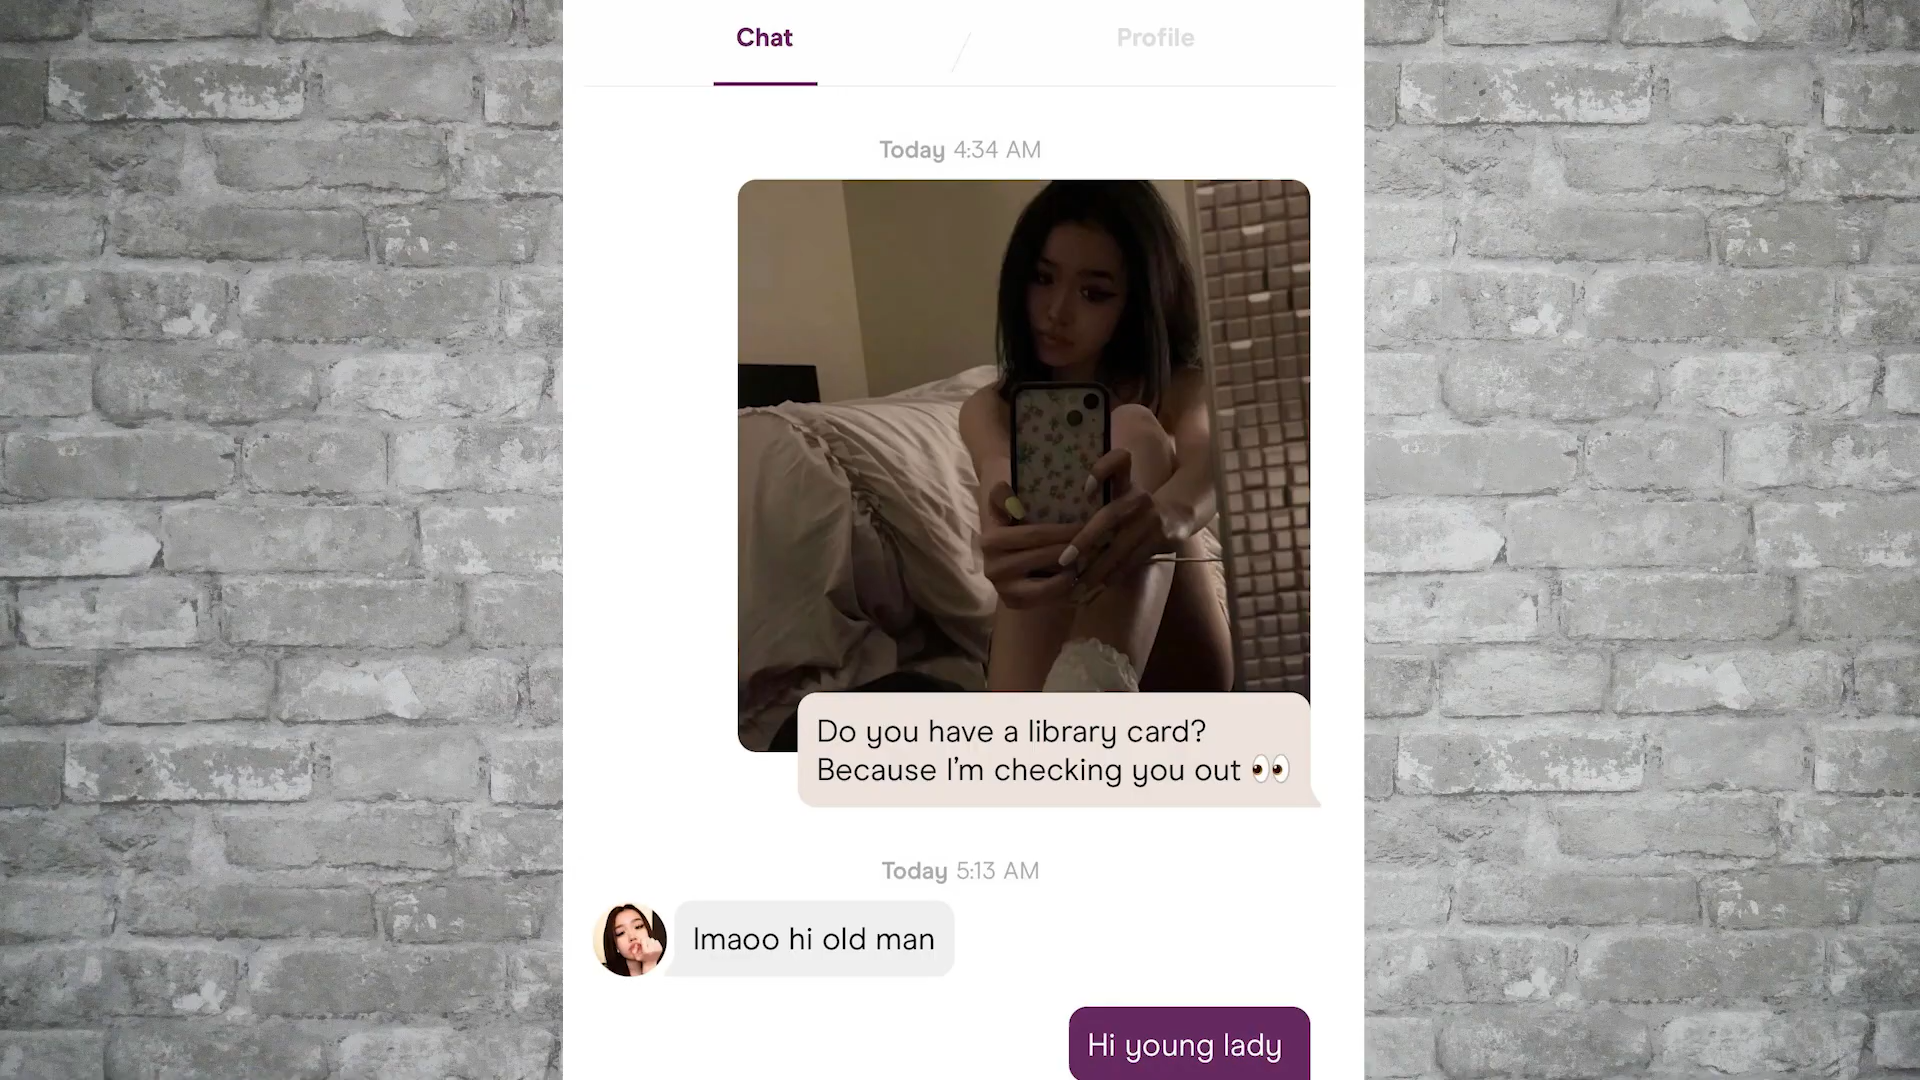 Chat
Profile
Today 4:34 AM
Do you have a library card?
Because I'm checking you out 👀
Today 5:13 AM
lmaoo hi old man
Hi young lady